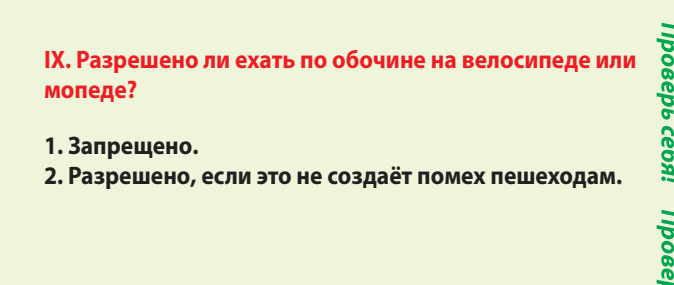 IX. Разрешено ли ехать по обочине на велосипеде или
мопеде?
1. Запрещено.
2. Разрешено, если это не создаёт помех пешеходам.
Проверь себя! Провер